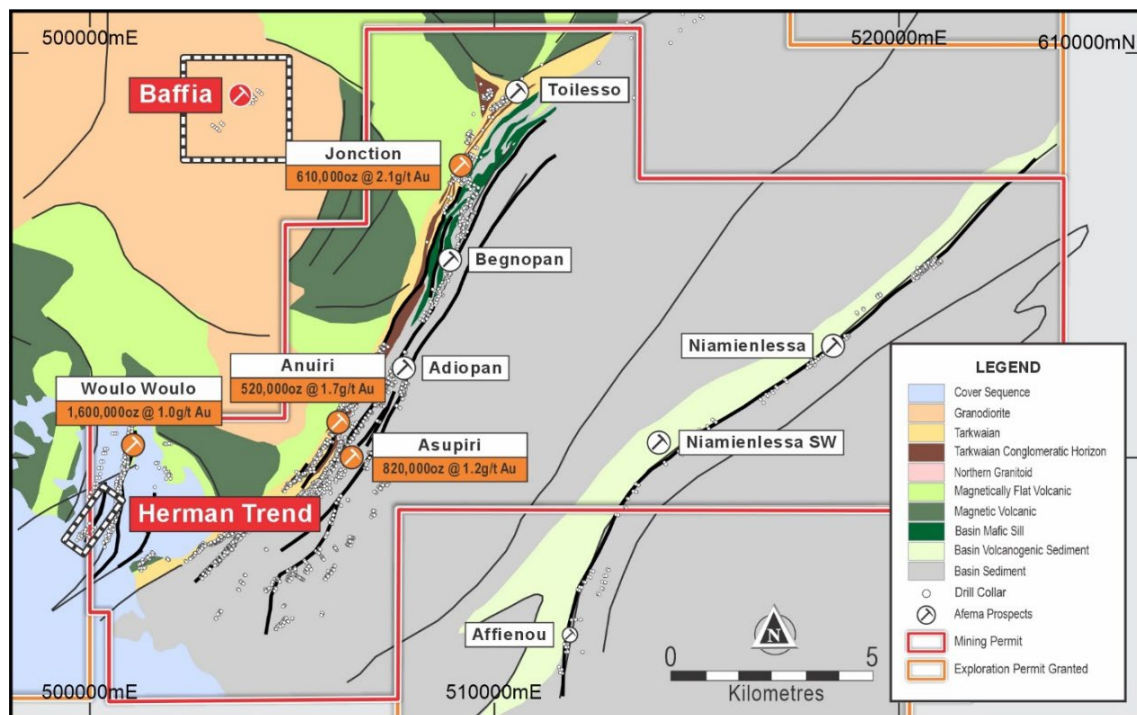 500000mE
520000mE
610000mN
Baffia
Toilesso
Jonction
610,000oz @ 2.1g/t Au
Begnopan
Anuiri
520,000oz @ 1.7g/t Au
Adiopan
Niamienlessa
Woulo Woulo
1,600,000oz @ 1.0g/t Au
Asupiri
820,000oz @ 1.2g/t Au
Niamienlessa SW
Herman Trend
Affienou
LEGEND
Cover Sequence
Granodiorite
Tarkwaian
Tarkwaian Conglomeratic Horizon
Northern Granitoid
Magnetically Flat Volcanic
Magnetic Volcanic
Basin Mafic Sill
Basin Volcanogenic Sediment
Basin Sediment
Drill Collar
Afema Prospects
Mining Permit
Exploration Permit Granted
N
0 5
Kilometres
500000mE
510000mE